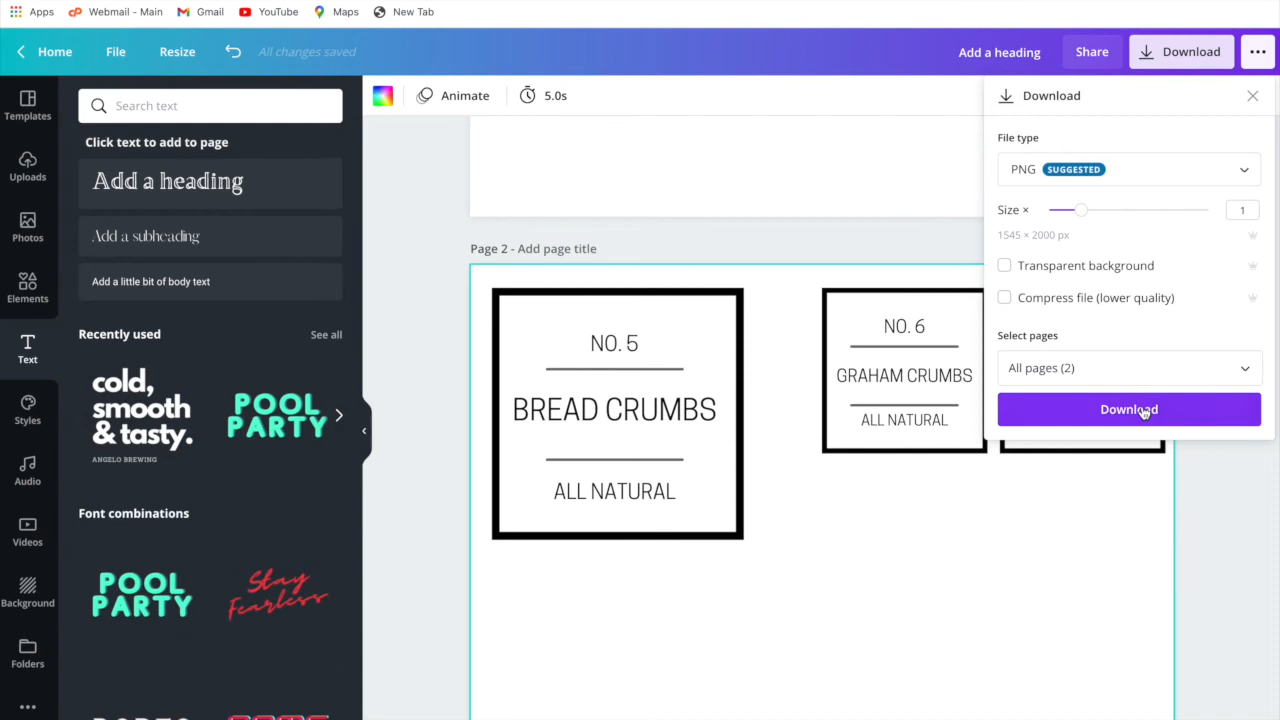 Apps
Webmail - Main
Gmail
YouTube
Maps
New Tab
Home
File
Resize
All changes saved
Add a heading
Share
Download
Templates
Uploads
Photos
Elements
Text
Styles
Audio
Videos
Background
Folders
Search text
Click text to add to page
Add a heading
Add a subheading
Add a little bit of body text
Recently used
See all
cold,
smooth
& tasty.
ANGELO BREWING
POOL
PARTY
Font combinations
POOL
PARTY
Stay
Fearless
Animate
5.0s
Page 2 - Add page title
NO. 5
BREAD CRUMBS
ALL NATURAL
NO. 6
GRAHAM CRUMBS
ALL NATURAL
Download
File type
PNG SUGGESTED
Size ×
1
1545 × 2000 px
Transparent background
Compress file (lower quality)
Select pages
All pages (2)
Download